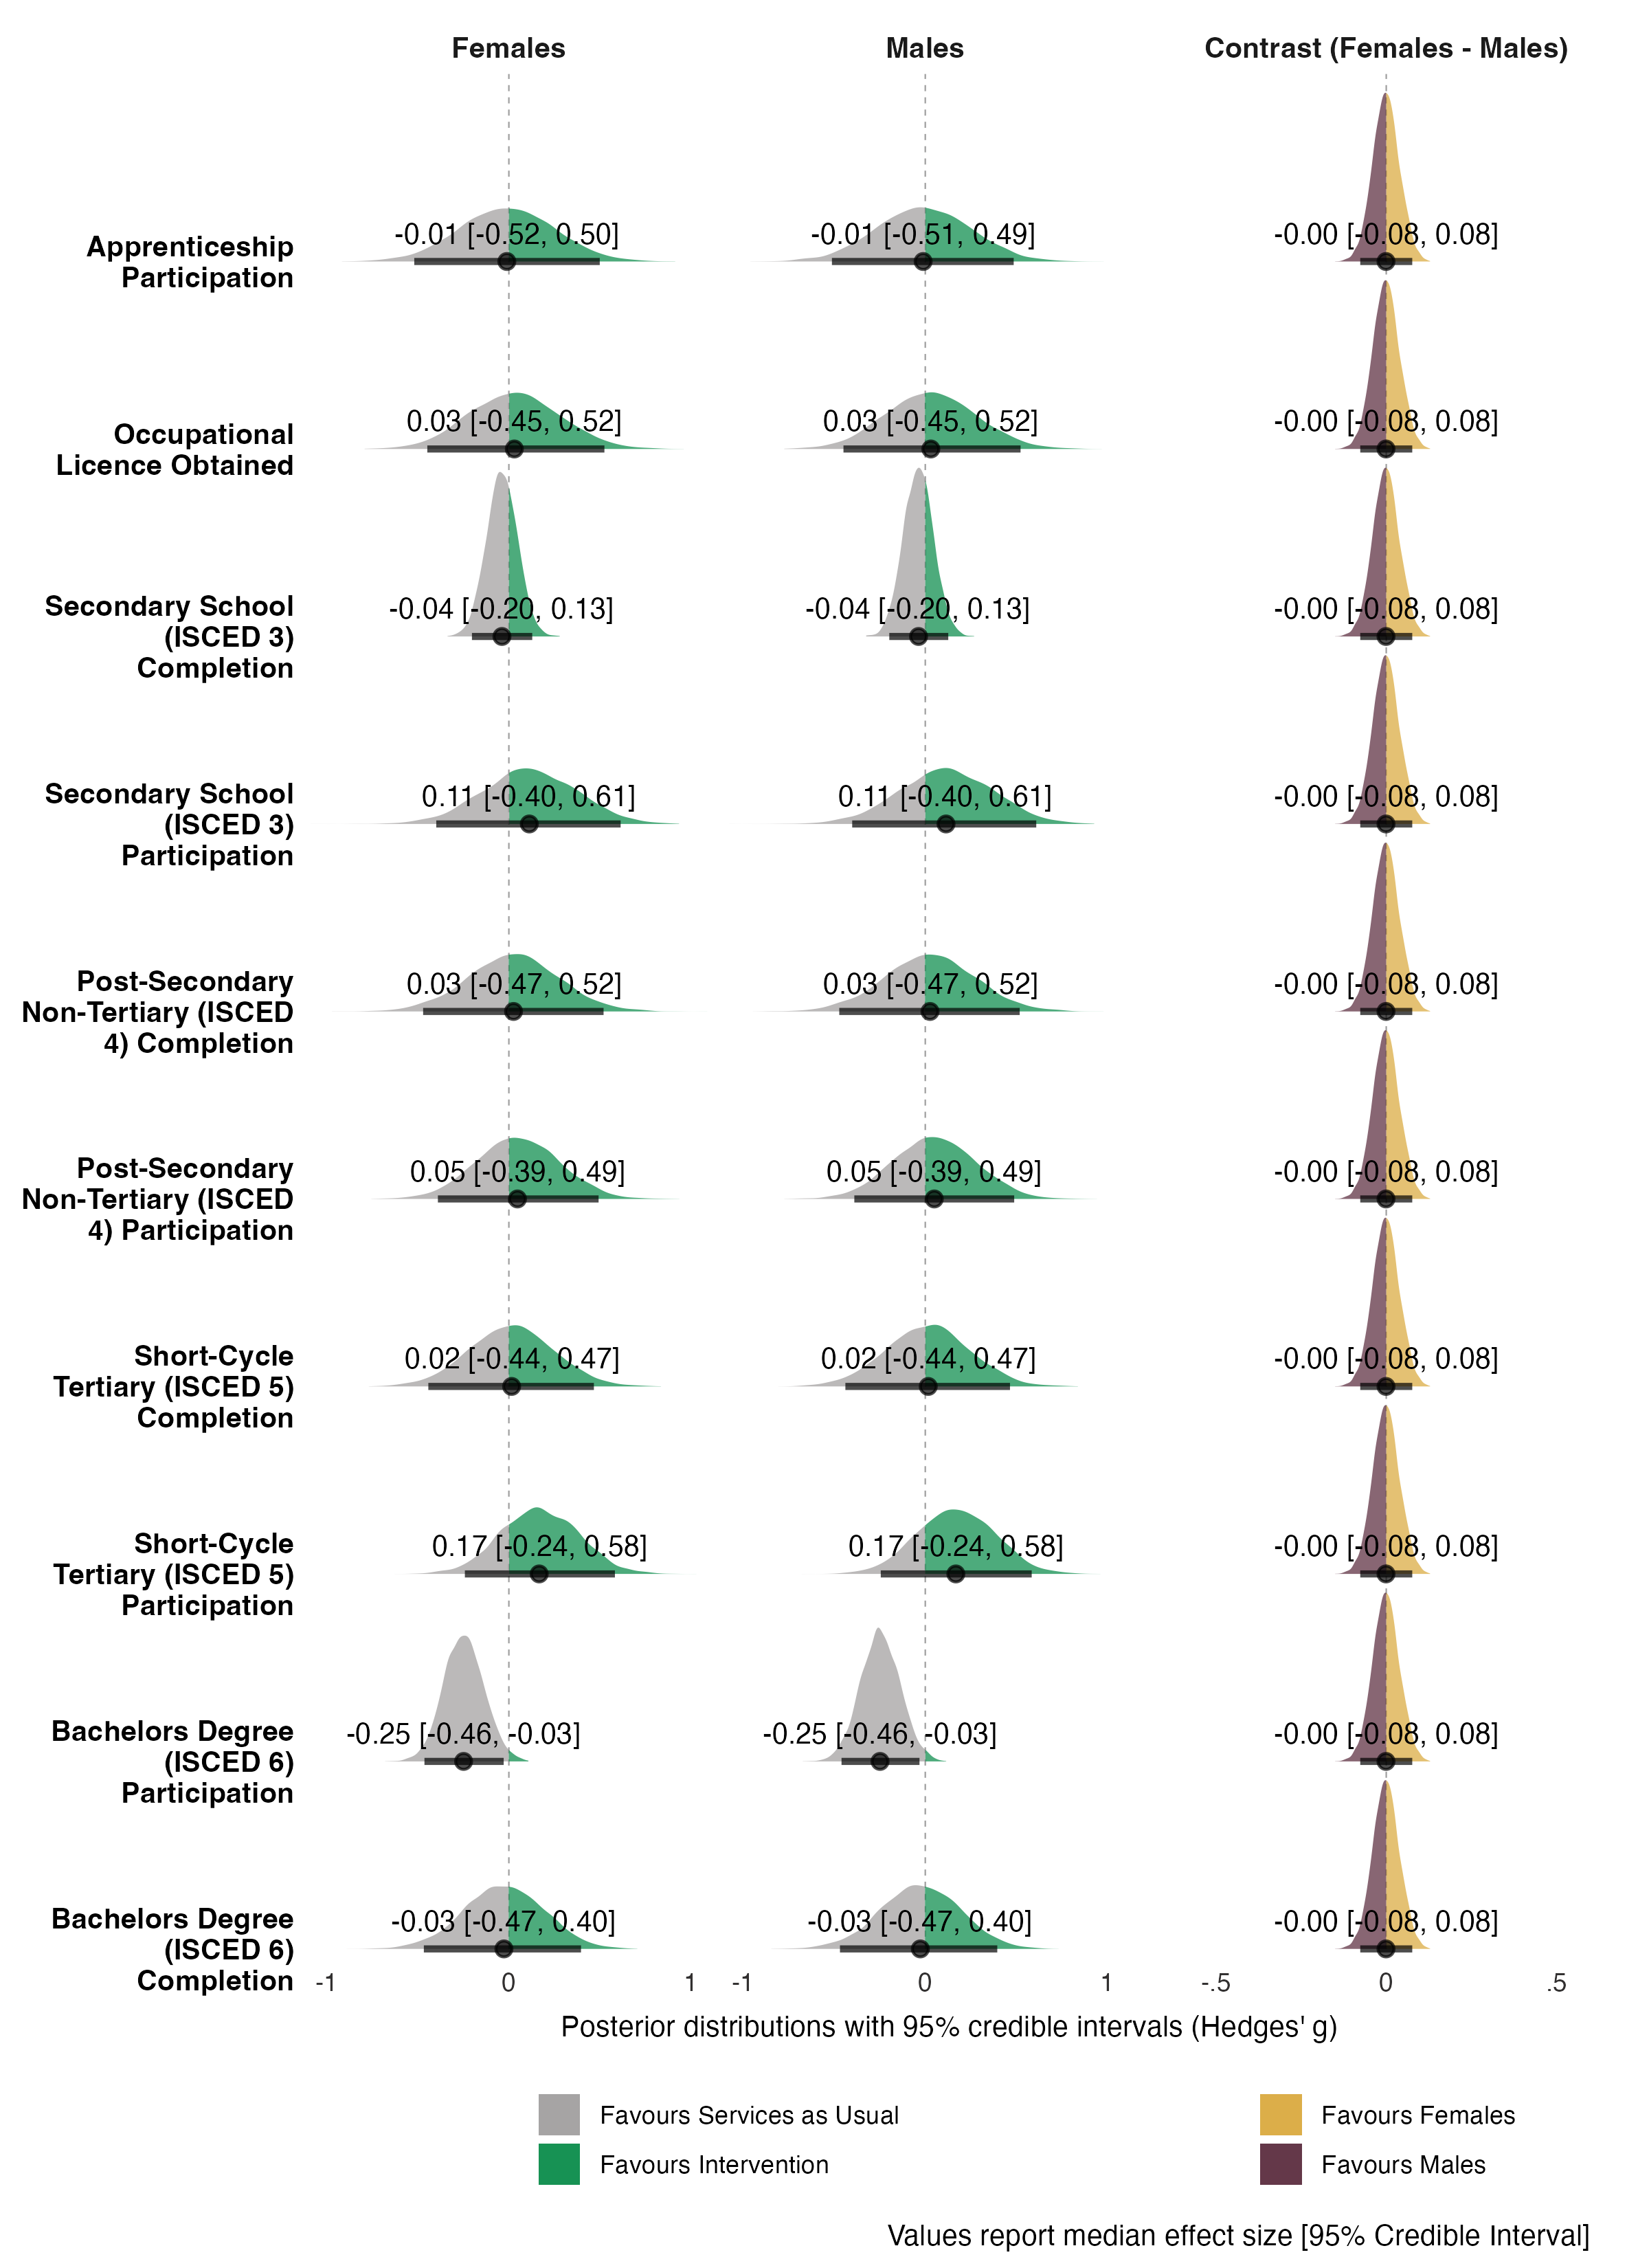 Females Males Contrast (Females - Males)
-0.01 [-0.52, 0.50] -0.01 [-0.51, 0.49] -0.00 [-0.08, 0.08]
Apprenticeship
Participation
0.03 [-0.45, 0.52] 0.03 [-0.45, 0.52] -0.00 [-0.08, 0.08]
Occupational
Licence Obtained
Secondary School -0.04 [-0.20, 0.13] -0.04 [-0.20, 0.13] -0.00 [-0.08, 0.08]
(ISCED 3)
Completion
Secondary School 0.11 [-0.40, 0.61] 0.11 [-0.40, 0.61] -0.00 [-0.08, 0.08]
(ISCED 3)
Participation
Post-Secondary 0.03 [-0.47, 0.52] 0.03 [-0.47, 0.52] -0.00 [-0.08, 0.08]
Non-Tertiary (ISCED
4) Completion
Post-Secondary 0.05 [-0.39, 0.49] 0.05 [-0.39, 0.49] -0.00 [-0.08, 0.08]
Non-Tertiary (ISCED
4) Participation
Short-Cycle 0.02 [-0.44, 0.47] 0.02 [-0.44, 0.47] -0.00 [-0.08, 0.08]
Tertiary (ISCED 5)
Completion
Short-Cycle 0.17 [-0.24, 0.58] 0.17 [-0.24, 0.58] -0.00 [-0.08, 0.08]
Tertiary (ISCED 5)
Participation
Bachelors Degree -0.25 [-0.46, -0.03] -0.25 [-0.46, -0.03] -0.00 [-0.08, 0.08]
(ISCED 6)
Participation
Bachelors Degree -0.03 [-0.47, 0.40] -0.03 [-0.47, 0.40] -0.00 [-0.08, 0.08]
(ISCED 6)
Completion
-1 0 1 -1 0 1 -.5 0 .5
Posterior distributions with 95% credible intervals (Hedges' g)
Favours Services as Usual Favours Females
Favours Intervention Favours Males
Values report median effect size [95% Credible Interval]